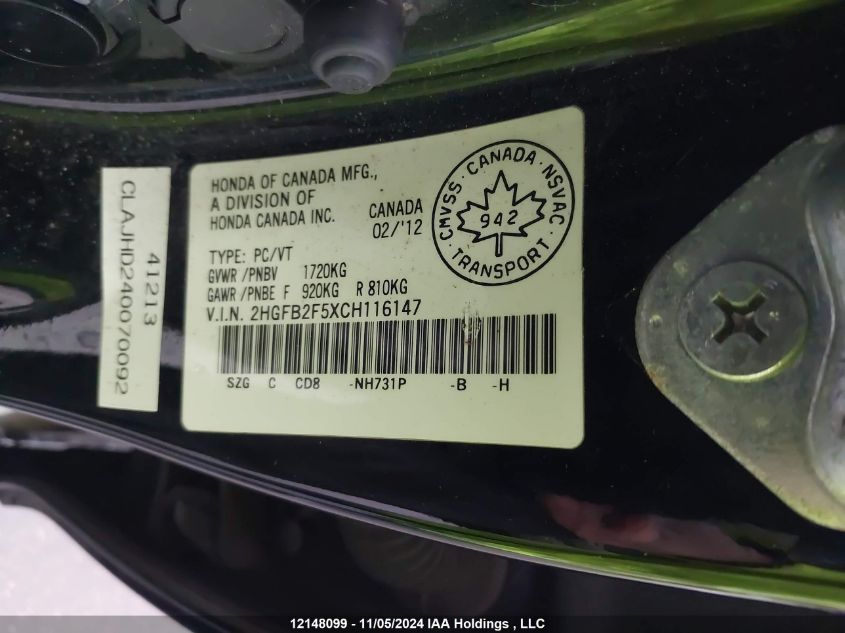 HONDA OF CANADA MFG.,
A DIVISION OF
HONDA CANADA INC.
CANADA
02/'12
CMVSS · CANADA · NSVAC · TRANSPORT ·
942
TYPE: PC/VT
GVWR /PNBV 1720KG
GAWR /PNBE F 920KG R 810KG
V.I.N. 2HGFB2F5XCH116147
SZG C CD8 -NH731P -B -H
41213
CLAJHD240070092
12148099 - 11/05/2024 IAA Holdings , LLC